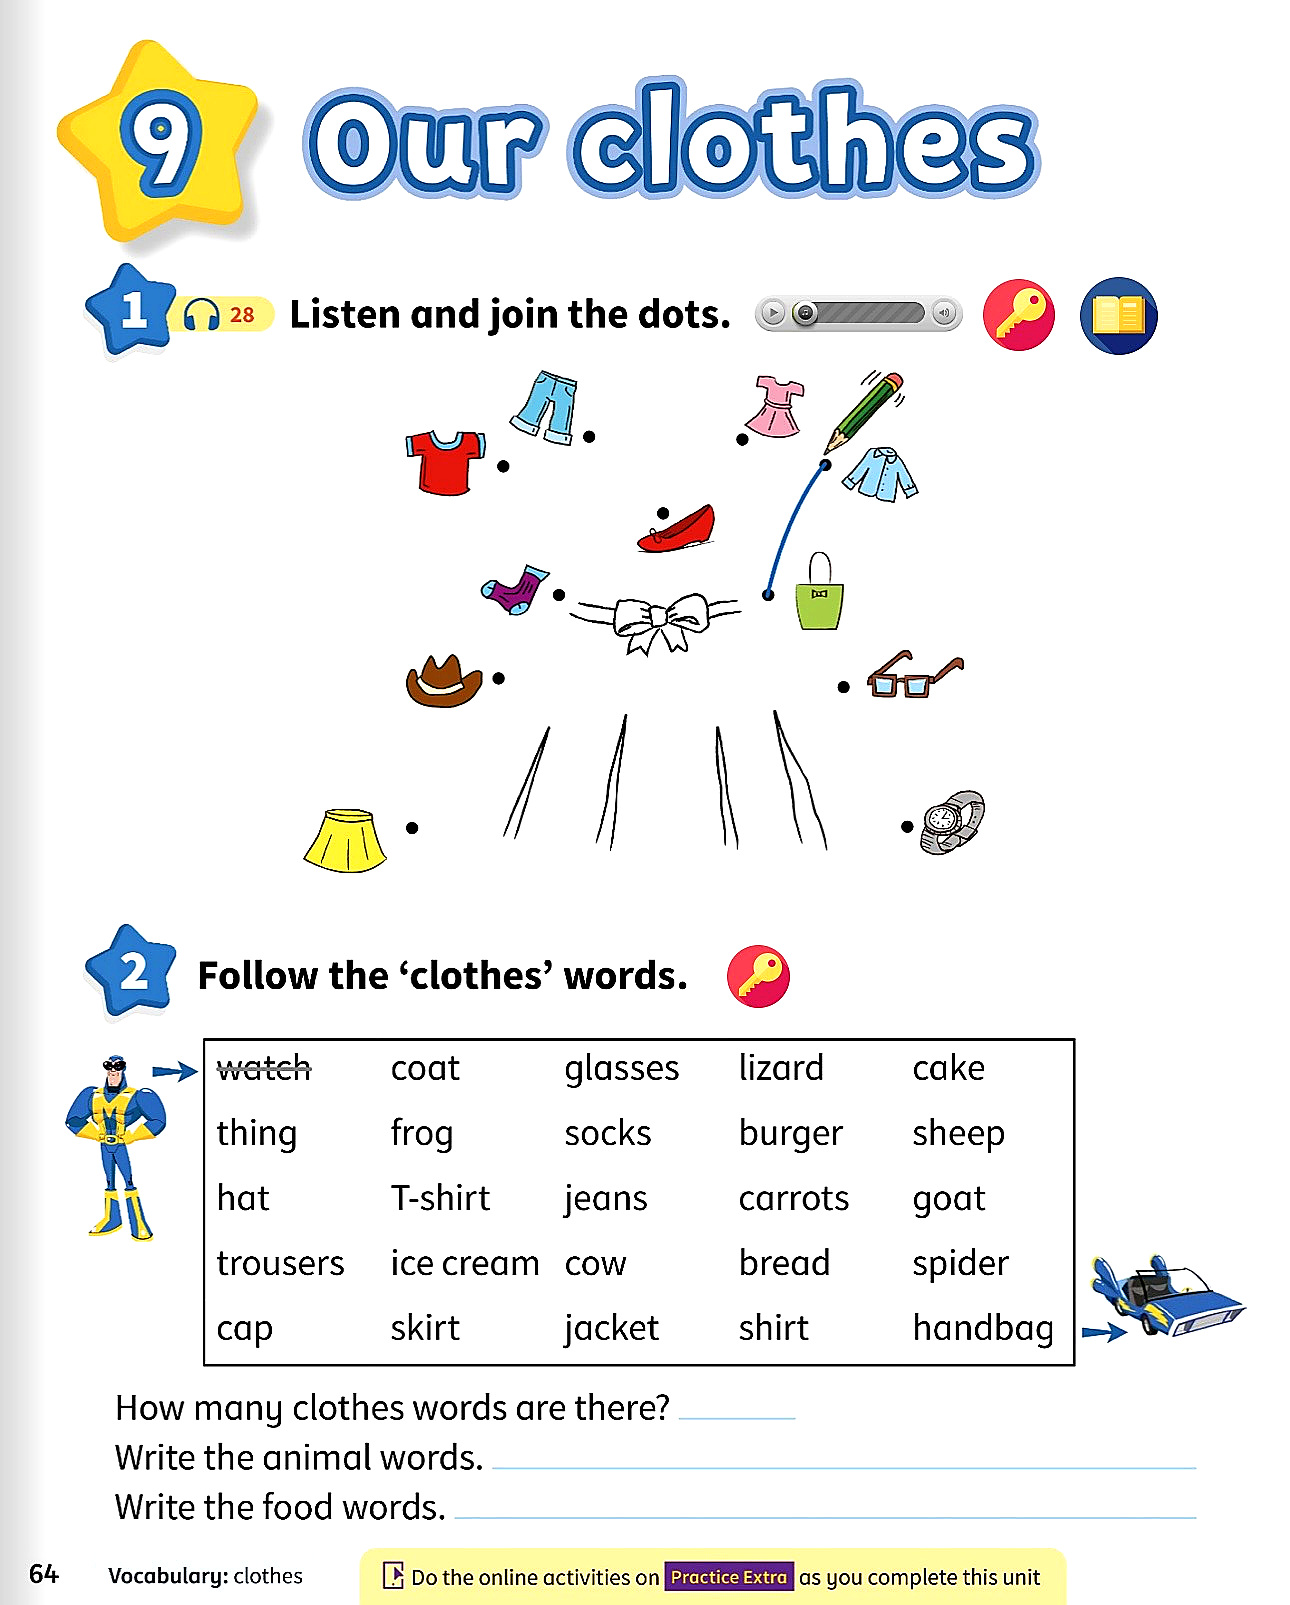 9 Our clothes
1 28 Listen and join the dots.
2 Follow the ‘clothes’ words.
watch coat glasses lizard cake
thing frog socks burger sheep
hat T-shirt jeans carrots goat
trousers ice cream cow bread spider
cap skirt jacket shirt handbag
How many clothes words are there?
Write the animal words.
Write the food words.
64 Vocabulary: clothes Do the online activities on Practice Extra as you complete this unit